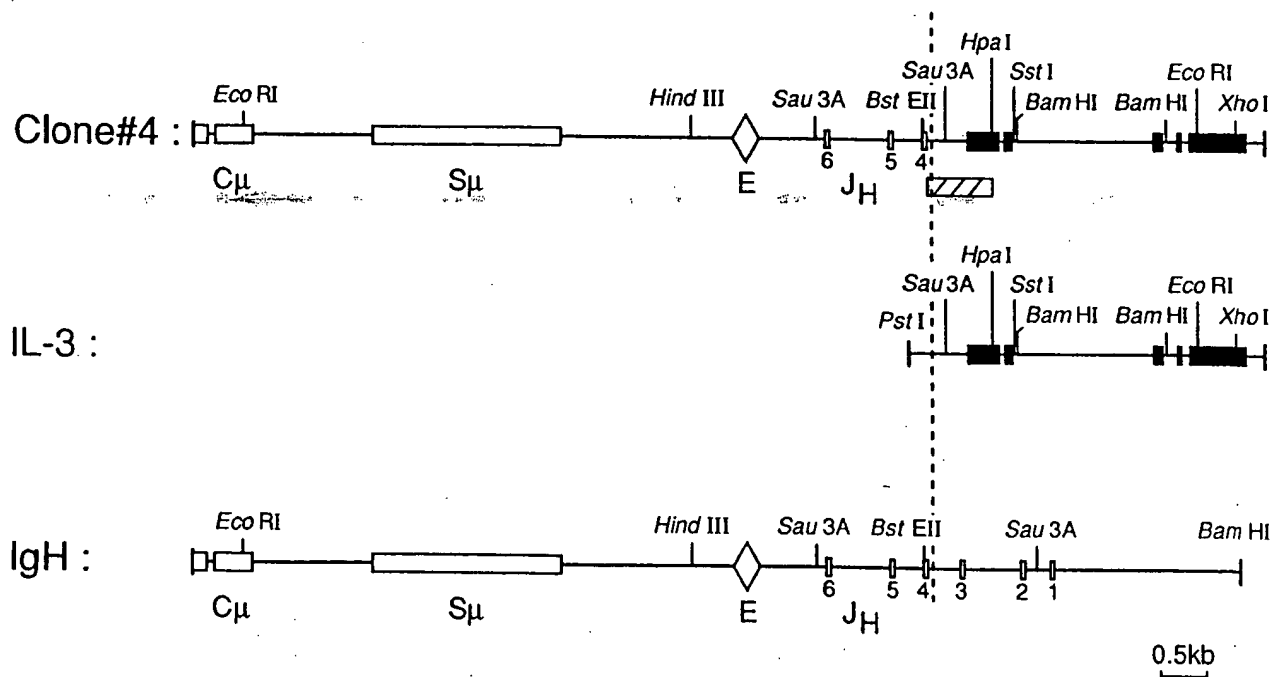 Clone#4 :
Eco RI
Hind III
Sau 3A
Bst EII
Sau 3A
Hpa I
Sst I
Bam HI
Bam HI
Eco RI
Xho I
Cμ
Sμ
E
6
5
4
JH
IL-3 :
Pst I
Sau 3A
Hpa I
Sst I
Bam HI
Bam HI
Eco RI
Xho I
IgH :
Eco RI
Hind III
Sau 3A
Bst EII
Sau 3A
Bam HI
Cμ
Sμ
E
6
5
4
3
2
1
JH
0.5kb